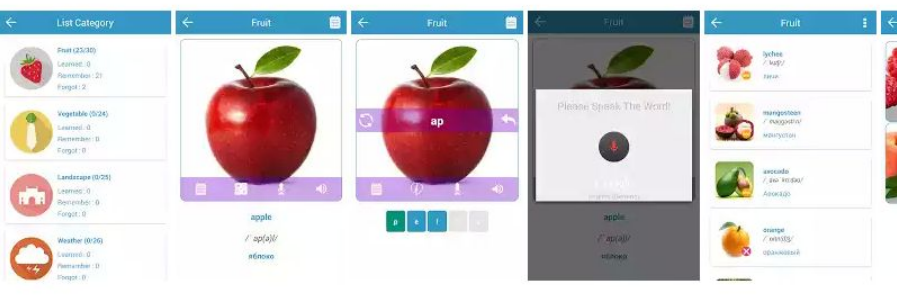 List Category
Fruit (23/30)
Learned : 0
Remember : 21
Forgot : 2
Vegetable (0/24)
Learned : 0
Remember : 0
Forgot : 0
Landscape (0/25)
Learned : 0
Remember : 0
Forgot : 0
Weather (0/26)
Learned : 0
Remember : 0
Forgot : 0
Fruit
apple
/ˈap(ə)l/
яблоко
Fruit
ap
p
e
l
Fruit
Please Speak The Word!
apple
/ˈap(ə)l/
яблоко
Fruit
lychee
личи
mangosteen
мангустин
avocado
Авокадо
orange
оранжевый